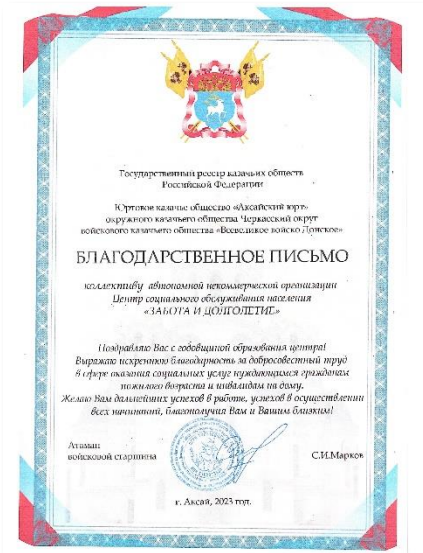 Государственный реестр казачьих обществ
Российской Федерации
Юртовое казачье общество «Аксайский юрт»
окружного казачьего общества Черкасский округ
войскового казачьего общества «Всевеликое войско Донское»
БЛАГОДАРСТВЕННОЕ ПИСЬМО
коллективу автономной некоммерческой организации
Центр социального обслуживания населения
«ЗАБОТА И ДОЛГОЛЕТИЕ»
Поздравляю Вас с годовщиной образования центра!
Выражаю искреннюю благодарность за добросовестный труд
в сфере оказания социальных услуг нуждающимся гражданам
пожилого возраста и инвалидам на дому.
Желаю Вам дальнейших успехов в работе, успехов в осуществлении
всех начинаний, благополучия Вам и Вашим близким!
Атаман
войсковой старшина
С.И.Марков
г. Аксай, 2023 год.